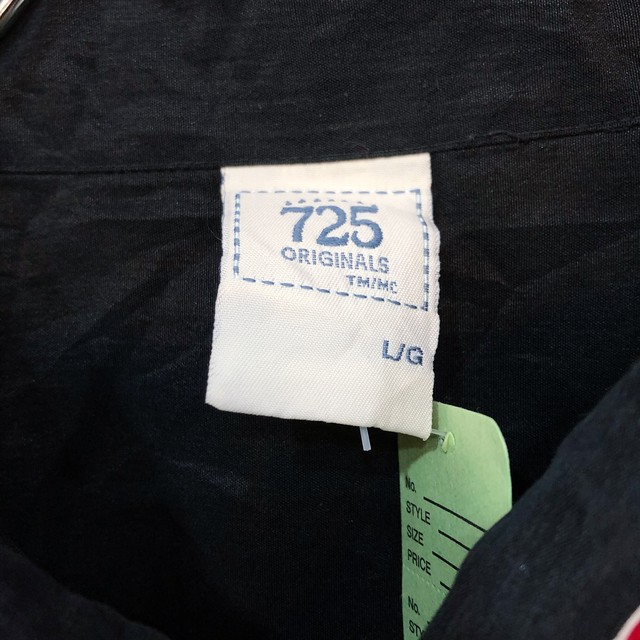 725
ORIGINALS
TM/MC
L/G
No.
STYLE
SIZE
PRICE
No.